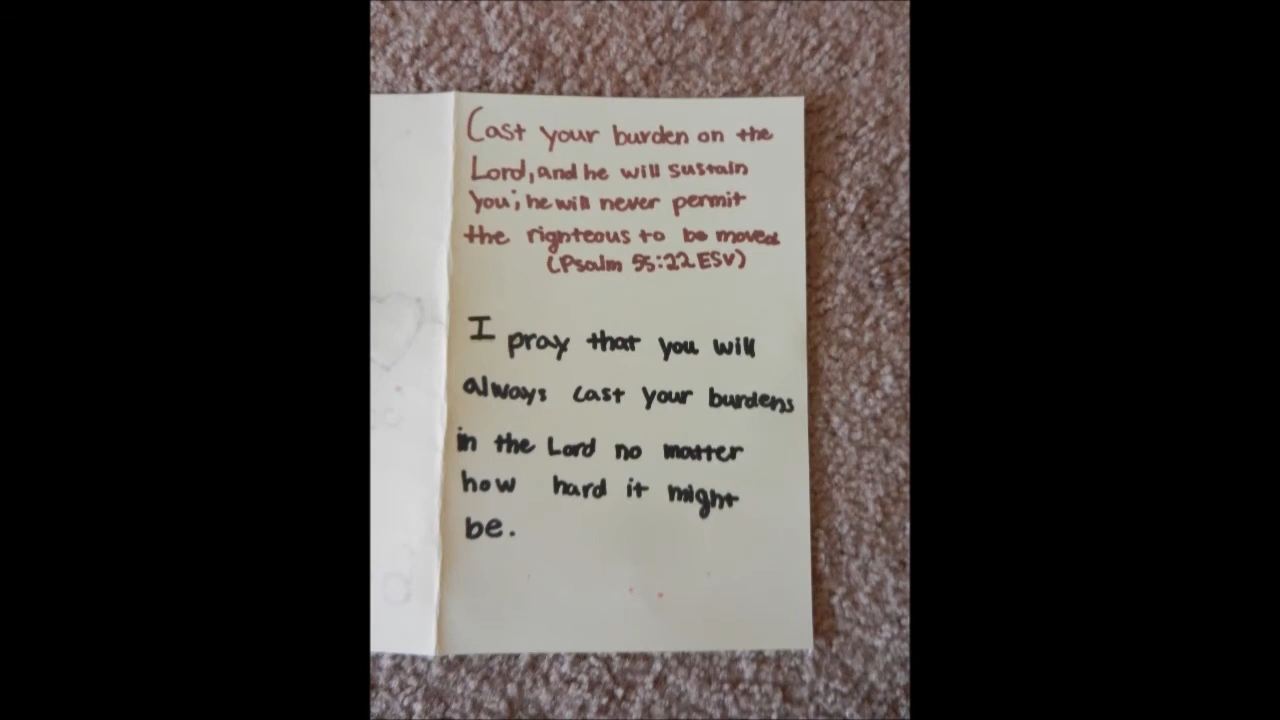 Cast your burden on the
Lord, and he will sustain
you; he will never permit
the righteous to be moved
(Psalm 55:22 ESV)
I pray that you will
always cast your burdens
in the Lord no matter
how hard it might
be.